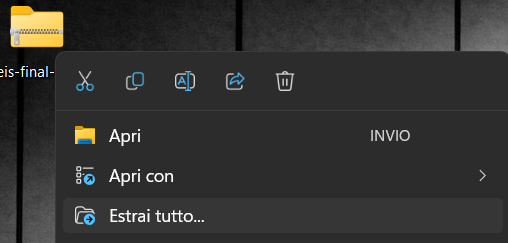 eis-final-
Apri INVIO
Apri con
Estrai tutto...